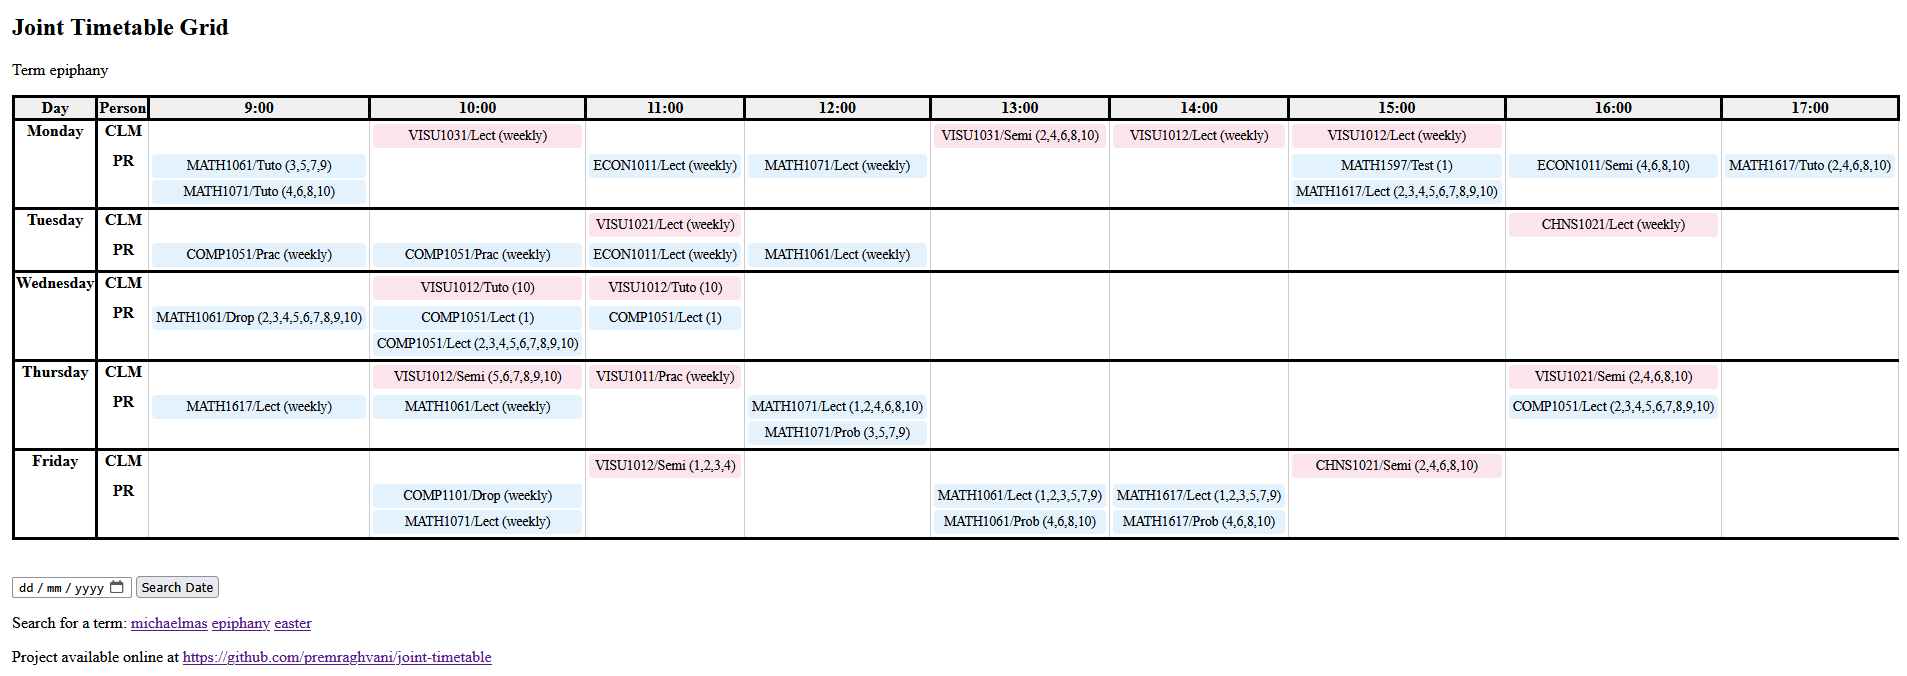 Joint Timetable Grid
Term epiphany
Day Person 9:00 10:00 11:00 12:00 13:00 14:00 15:00 16:00 17:00
Monday CLM VISU1031/Lect (weekly) VISU1031/Semi (2,4,6,8,10) VISU1012/Lect (weekly) VISU1012/Lect (weekly)
PR MATH1061/Tuto (3,5,7,9) ECON1011/Lect (weekly) MATH1071/Lect (weekly) MATH1597/Test (1) ECON1011/Semi (4,6,8,10) MATH1617/Tuto (2,4,6,8,10)
MATH1071/Tuto (4,6,8,10) MATH1617/Lect (2,3,4,5,6,7,8,9,10)
Tuesday CLM VISU1021/Lect (weekly) CHNS1021/Lect (weekly)
PR COMP1051/Prac (weekly) COMP1051/Prac (weekly) ECON1011/Lect (weekly) MATH1061/Lect (weekly)
Wednesday CLM VISU1012/Tuto (10) VISU1012/Tuto (10)
PR MATH1061/Drop (2,3,4,5,6,7,8,9,10) COMP1051/Lect (1) COMP1051/Lect (1)
COMP1051/Lect (2,3,4,5,6,7,8,9,10)
Thursday CLM VISU1012/Semi (5,6,7,8,9,10) VISU1011/Prac (weekly) VISU1021/Semi (2,4,6,8,10)
PR MATH1617/Lect (weekly) MATH1061/Lect (weekly) MATH1071/Lect (1,2,4,6,8,10) COMP1051/Lect (2,3,4,5,6,7,8,9,10)
MATH1071/Prob (3,5,7,9)
Friday CLM VISU1012/Semi (1,2,3,4) CHNS1021/Semi (2,4,6,8,10)
PR COMP1101/Drop (weekly) MATH1061/Lect (1,2,3,5,7,9) MATH1617/Lect (1,2,3,5,7,9)
MATH1071/Lect (weekly) MATH1061/Prob (4,6,8,10) MATH1617/Prob (4,6,8,10)
dd / mm / yyyy Search Date
Search for a term: michaelmas epiphany easter
Project available online at https://github.com/premraghvani/joint-timetable